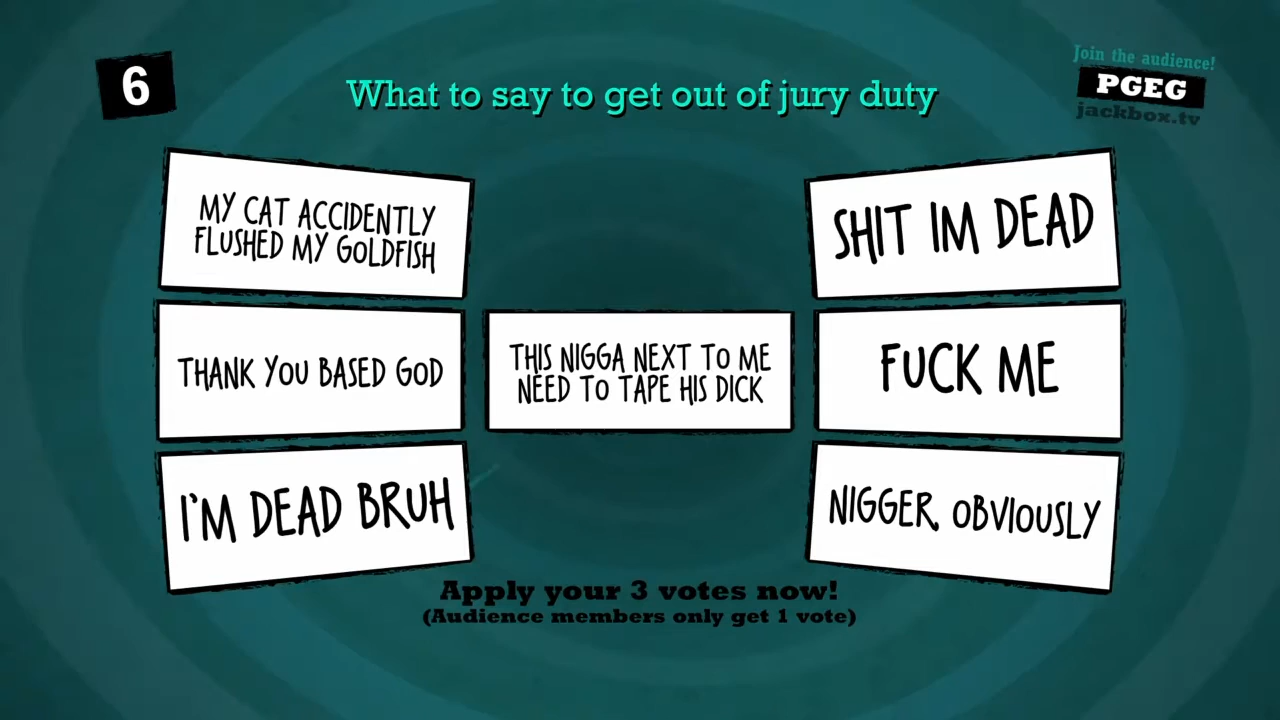 6
What to say to get out of jury duty
Join the audience!
PGEG
jackbox.tv
MY CAT ACCIDENTLY
FLUSHED MY GOLDFISH
SHIT IM DEAD
THANK YOU BASED GOD
THIS NIGGA NEXT TO ME
NEED TO TAPE HIS DICK
FUCK ME
I'M DEAD BRUH
NIGGER, OBVIOUSLY
Apply your 3 votes now!
(Audience members only get 1 vote)